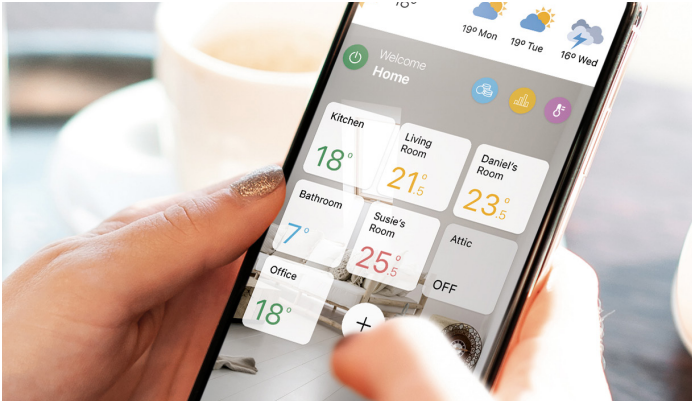 19º Mon
19º Tue
16º Wed
Welcome
Home
Kitchen
18°
Living
Room
21.5°
Daniel's
Room
23.5°
Bathroom
7°
Susie's
Room
25.5°
Attic
OFF
Office
18°
+